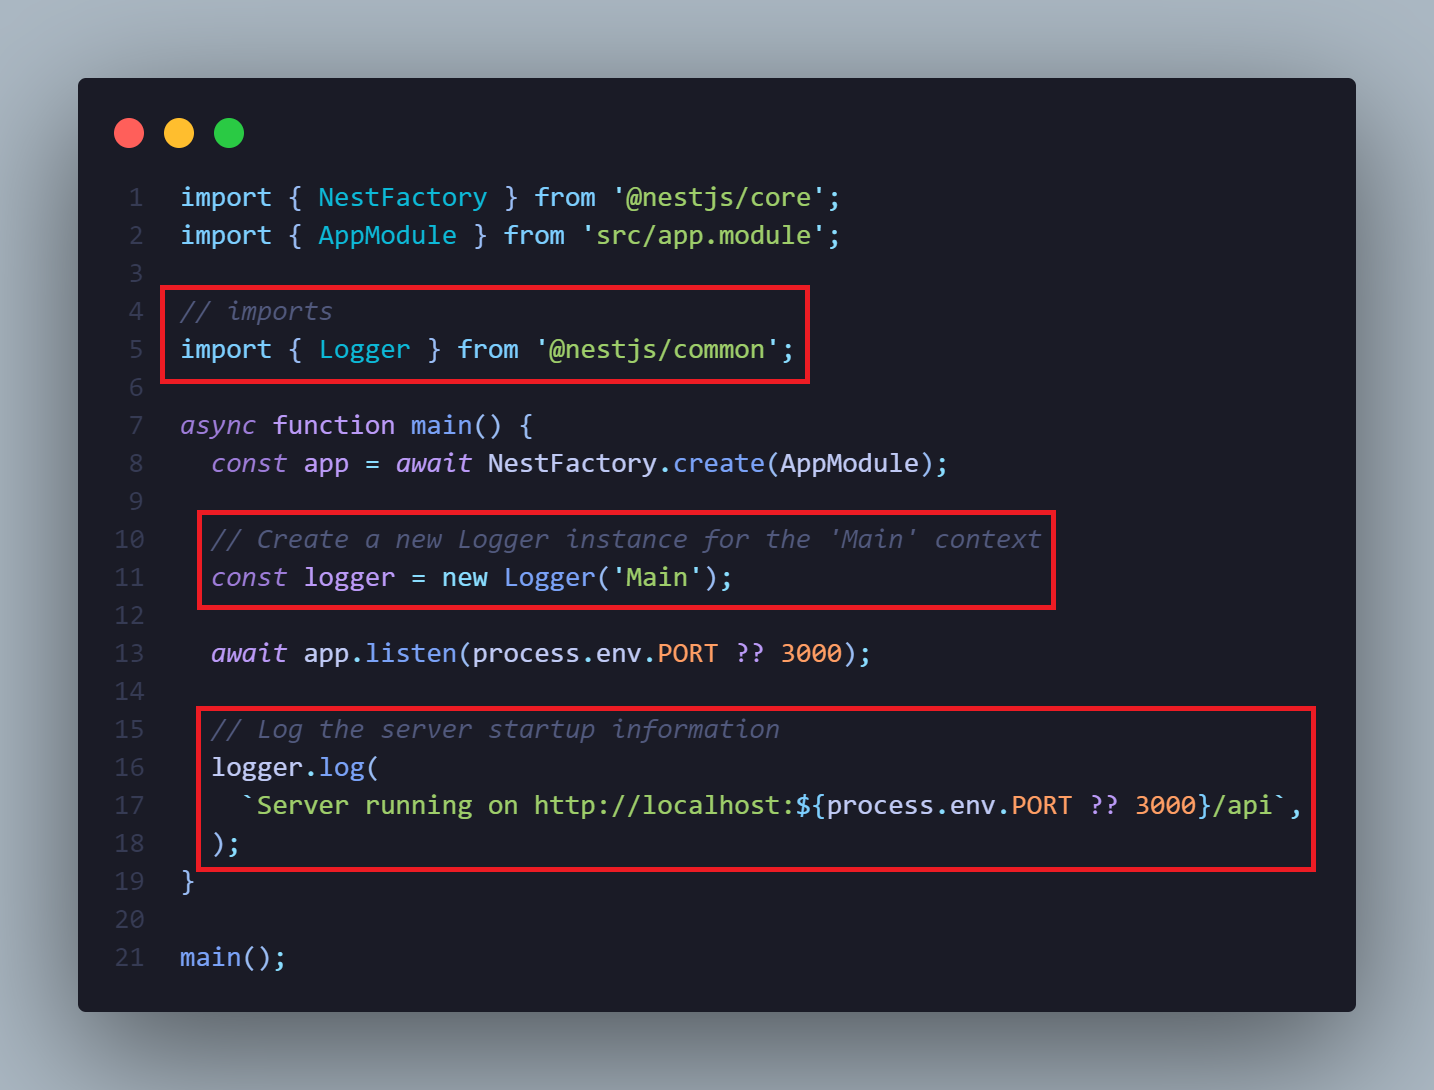 1 import { NestFactory } from '@nestjs/core';
2 import { AppModule } from 'src/app.module';
3
4 // imports
5 import { Logger } from '@nestjs/common';
6
7 async function main() {
8   const app = await NestFactory.create(AppModule);
9
10   // Create a new Logger instance for the 'Main' context
11   const logger = new Logger('Main');
12
13   await app.listen(process.env.PORT ?? 3000);
14
15   // Log the server startup information
16   logger.log(
17     `Server running on http://localhost:${process.env.PORT ?? 3000}/api`,
18   );
19 }
20
21 main();